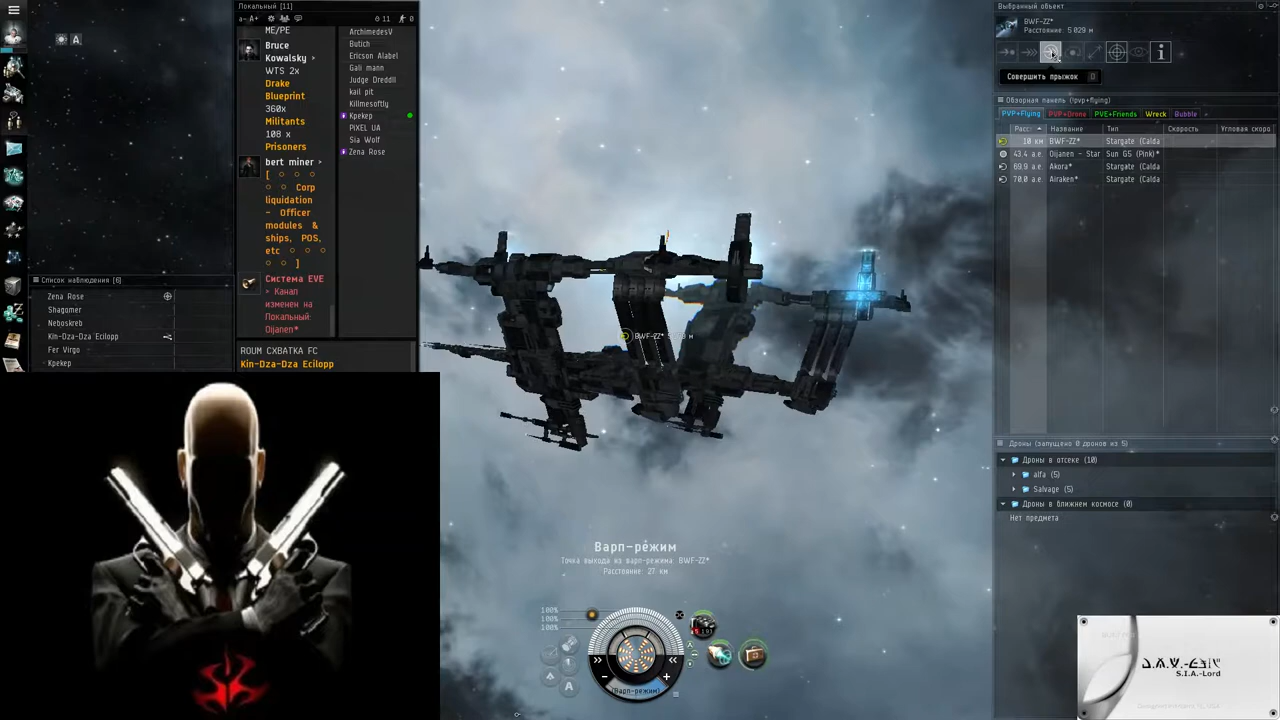 Локальный [11]
a- A+
11
0
ME/PE
Bruce
Kowalsky >
WTS 2x
Drake
Blueprint
360x
Militants
108 x
Prisoners
bert miner >
[ ○ ○ ○
○ ○ Corp
liquidation
- Officer
modules &
ships, POS,
etc ○ ○ ○
○ ○ ]
Система EVE
> Канал
изменен на
Локальный:
Oijanen*
ArchimedesV
Butich
Ericson Alabel
Gali mann
Judge Dreddll
kail pit
Killmesoftly
Крекер
PIXEL UA
Sia Wolf
Zena Rose
ROUM СХВАТКА FC
Kin-Dza-Dza Ecilopp
A
Список наблюдения [6]
Zena Rose
Shagomer
Neboskreb
Kin-Dza-Dza Ecilopp
Fer Virgo
Крекер
BWF-ZZ*
Варп-режим
Точка выхода из варп-режима: BWF-ZZ*
Расстояние: 27 км
100%
100%
100%
A
(Варп-режим)
Выбранный объект
BWF-ZZ*
Расстояние: 5 029 м
Совершить прыжок
D
Обзорная панель (!pvp+flying)
PVP+Flying PVP+Drone PVE+Friends Wreck Bubble
Расс Название Тип Скорость Угловая скоро
10 км BWF-ZZ* Stargate (Calda
43.4 а.е. Oijanen - Star Sun G5 (Pink)*
69.9 а.е. Akora* Stargate (Calda
70.0 а.е. Airaken* Stargate (Calda
Дроны (запущено 0 дронов из 5)
Дроны в отсеке (10)
alfa (5)
Salvage (5)
Дроны в ближнем космосе (0)
Нет предмета
S.I.A.-Lord